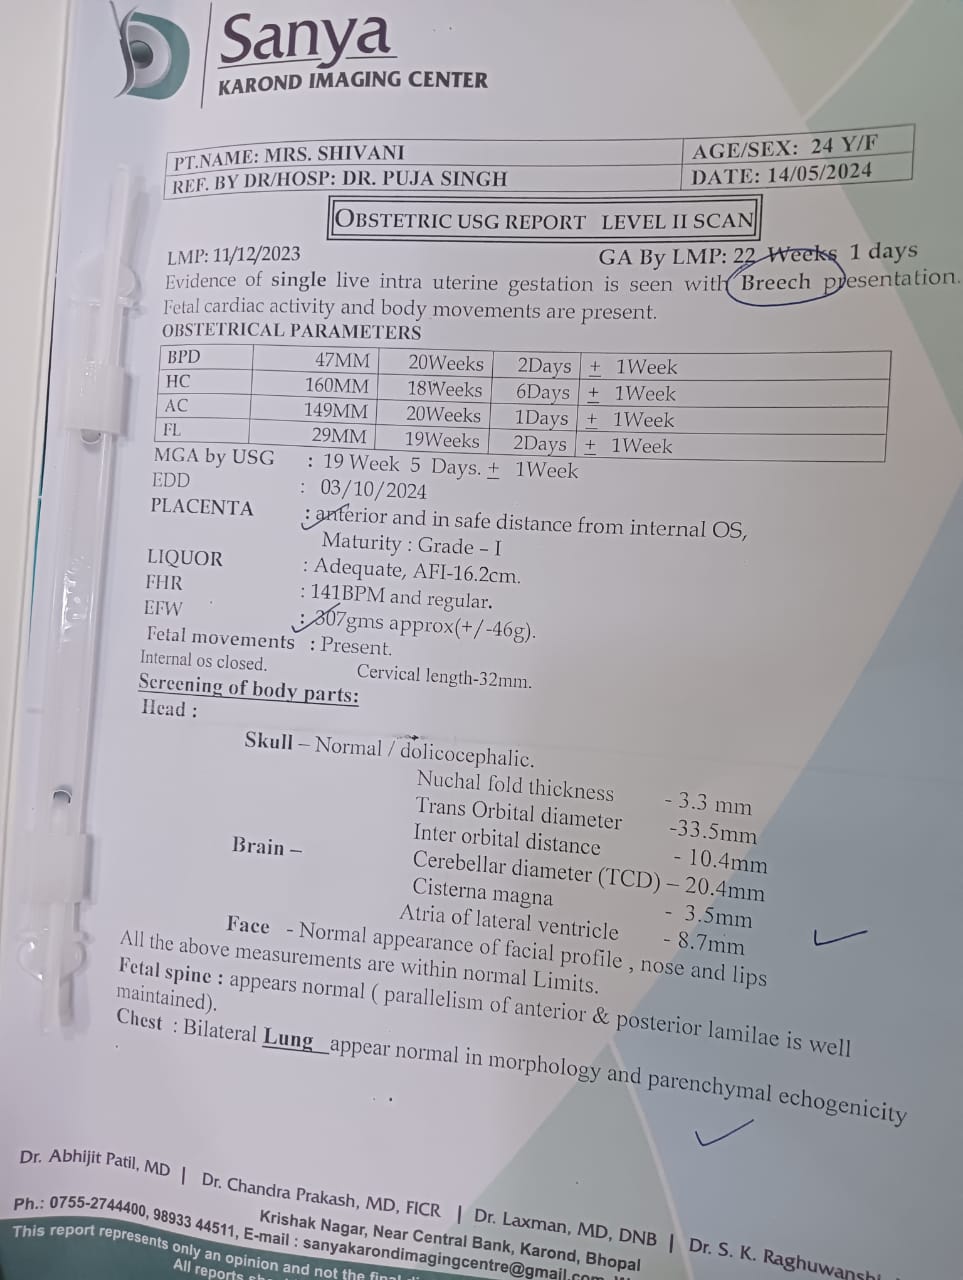 Sanya
KAROND IMAGING CENTER
PT.NAME: MRS. SHIVANI AGE/SEX: 24 Y/F
REF. BY DR/HOSP: DR. PUJA SINGH DATE: 14/05/2024
OBSTETRIC USG REPORT LEVEL II SCAN
LMP: 11/12/2023 GA By LMP: 22 Weeks 1 days
Evidence of single live intra uterine gestation is seen with Breech presentation.
Fetal cardiac activity and body movements are present.
OBSTETRICAL PARAMETERS
BPD 47MM 20Weeks 2Days ± 1Week
HC 160MM 18Weeks 6Days ± 1Week
AC 149MM 20Weeks 1Days ± 1Week
FL 29MM 19Weeks 2Days ± 1Week
MGA by USG : 19 Week 5 Days. ± 1Week
EDD : 03/10/2024
PLACENTA : anterior and in safe distance from internal OS,
Maturity : Grade – I
LIQUOR : Adequate, AFI-16.2cm.
FHR : 141BPM and regular.
EFW : 307gms approx(+/-46g).
Fetal movements : Present.
Internal os closed. Cervical length-32mm.
Screening of body parts:
Head :
Skull – Normal / dolicocephalic.
Nuchal fold thickness - 3.3 mm
Trans Orbital diameter -33.5mm
Inter orbital distance - 10.4mm
Brain – Cerebellar diameter (TCD) – 20.4mm
Cisterna magna - 3.5mm
Atria of lateral ventricle - 8.7mm
Face - Normal appearance of facial profile , nose and lips
All the above measurements are within normal Limits.
Fetal spine : appears normal ( parallelism of anterior & posterior lamilae is well
maintained).
Chest : Bilateral Lung appear normal in morphology and parenchymal echogenicity
Dr. Abhijit Patil, MD | Dr. Chandra Prakash, MD, FICR | Dr. Laxman, MD, DNB | Dr. S. K. Raghuwanshi
Krishak Nagar, Near Central Bank, Karond, Bhopal
Ph.: 0755-2744400, 98933 44511, E-mail : sanyakarondimagingcentre@gmail.com
This report represents only an opinion and not the final
All reports